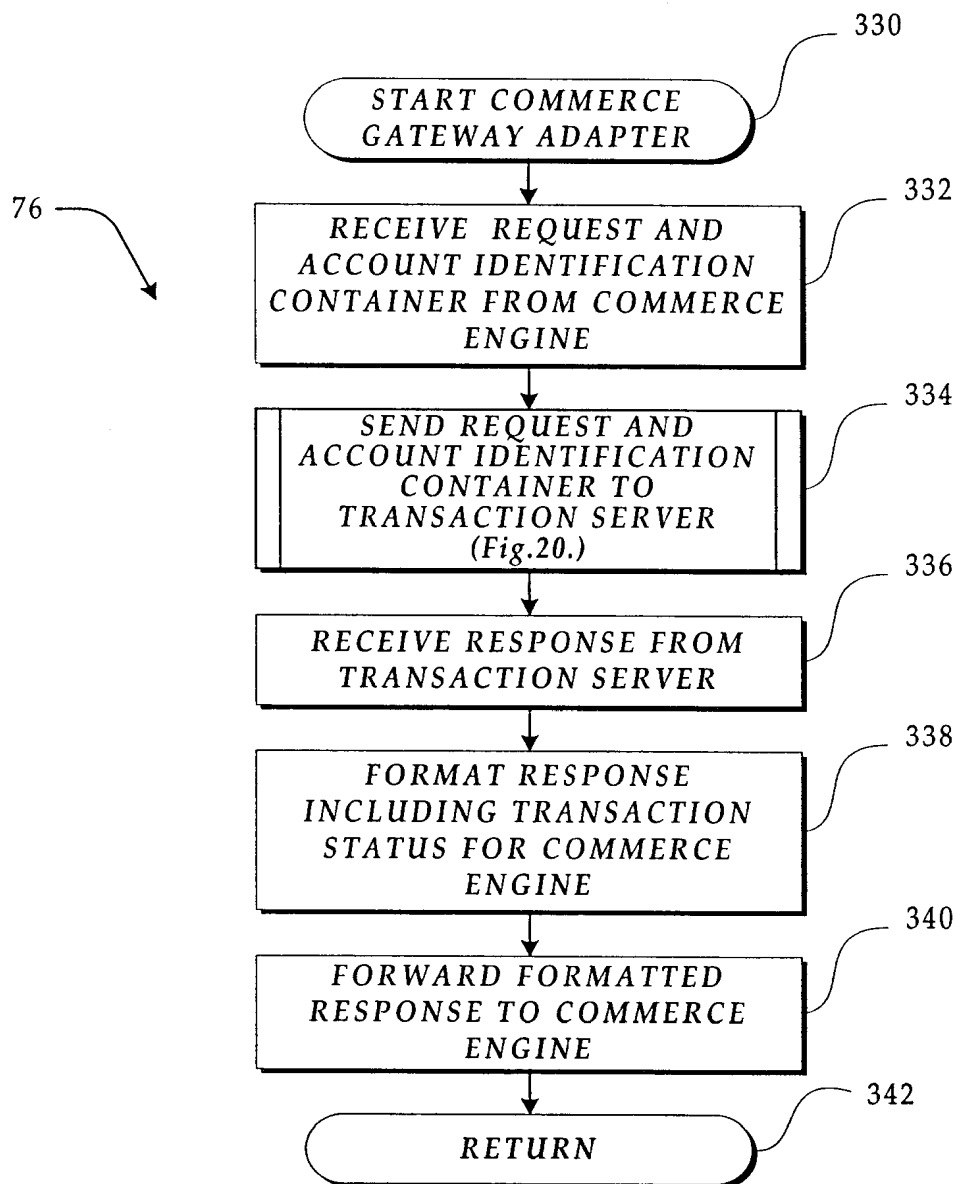 330
START COMMERCE
GATEWAY ADAPTER
76
332
RECEIVE REQUEST AND
ACCOUNT IDENTIFICATION
CONTAINER FROM COMMERCE
ENGINE
334
SEND REQUEST AND
ACCOUNT IDENTIFICATION
CONTAINER TO
TRANSACTION SERVER
(Fig.20.)
336
RECEIVE RESPONSE FROM
TRANSACTION SERVER
338
FORMAT RESPONSE
INCLUDING TRANSACTION
STATUS FOR COMMERCE
ENGINE
340
FORWARD FORMATTED
RESPONSE TO COMMERCE
ENGINE
342
RETURN